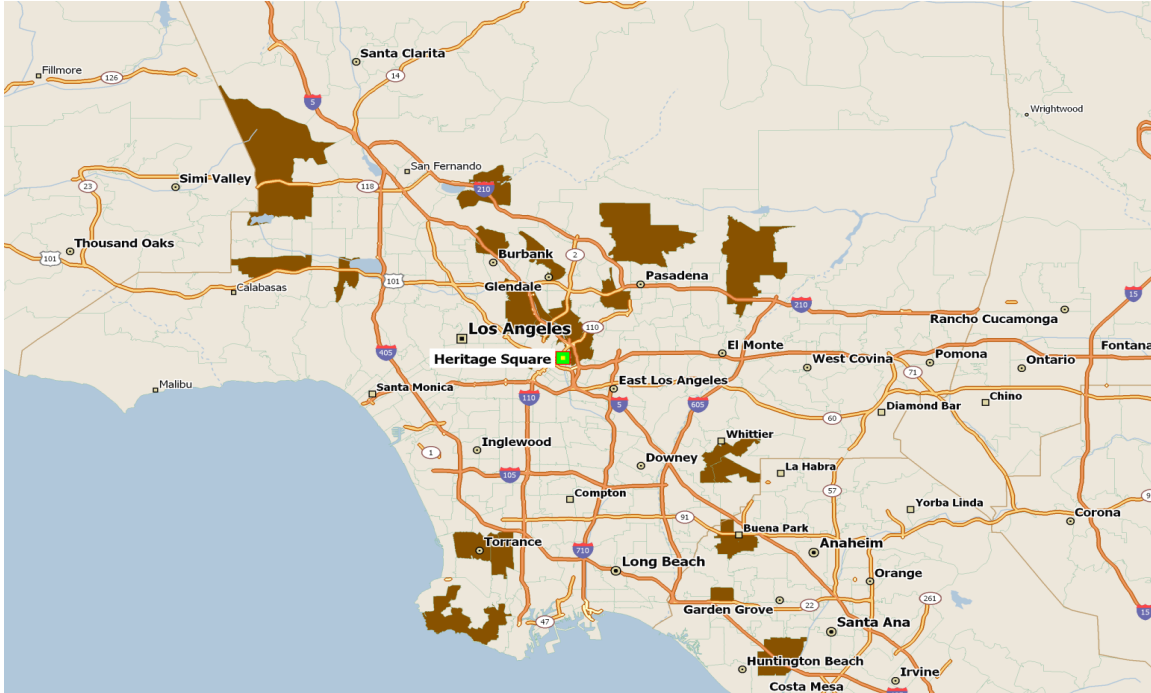 Santa Clarita
Fillmore
126
14
5
Wrightwood
San Fernando
Simi Valley
23
118
210
Thousand Oaks
101
Burbank
2
Calabasas
101
Glendale
Pasadena
210
15
Los Angeles
110
Rancho Cucamonga
405
Heritage Square
El Monte
West Covina
Pomona
Ontario
Fontana
71
Malibu
Santa Monica
East Los Angeles
110
5
605
60
Diamond Bar
Chino
1
Inglewood
Whittier
Downey
La Habra
105
57
Compton
Yorba Linda
91
Buena Park
Corona
Torrance
710
Anaheim
Long Beach
Orange
Garden Grove
22
261
15
47
Santa Ana
Huntington Beach
Irvine
Costa Mesa